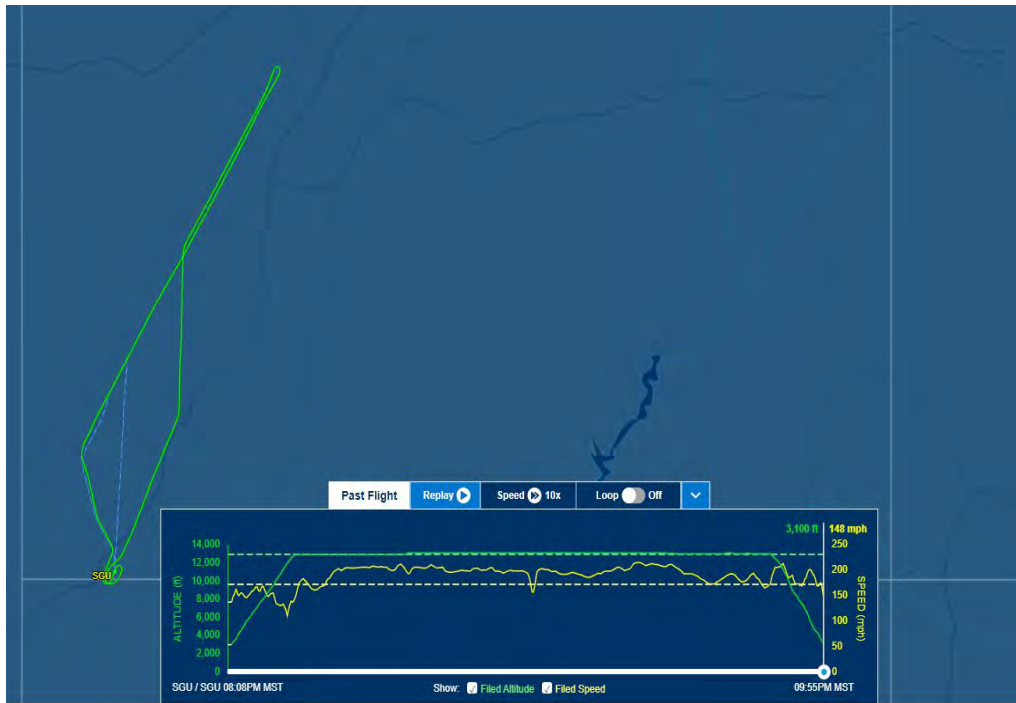 SGU
Past Flight Replay Speed 10x Loop Off
3,100 ft 148 mph
14,000
12,000
10,000
8,000
6,000
4,000
2,000
0
ALTITUDE (ft)
250
200
150
100
50
0
SPEED (mph)
SGU / SGU 08:08PM MST
Show: Filed Altitude Filed Speed
09:55PM MST